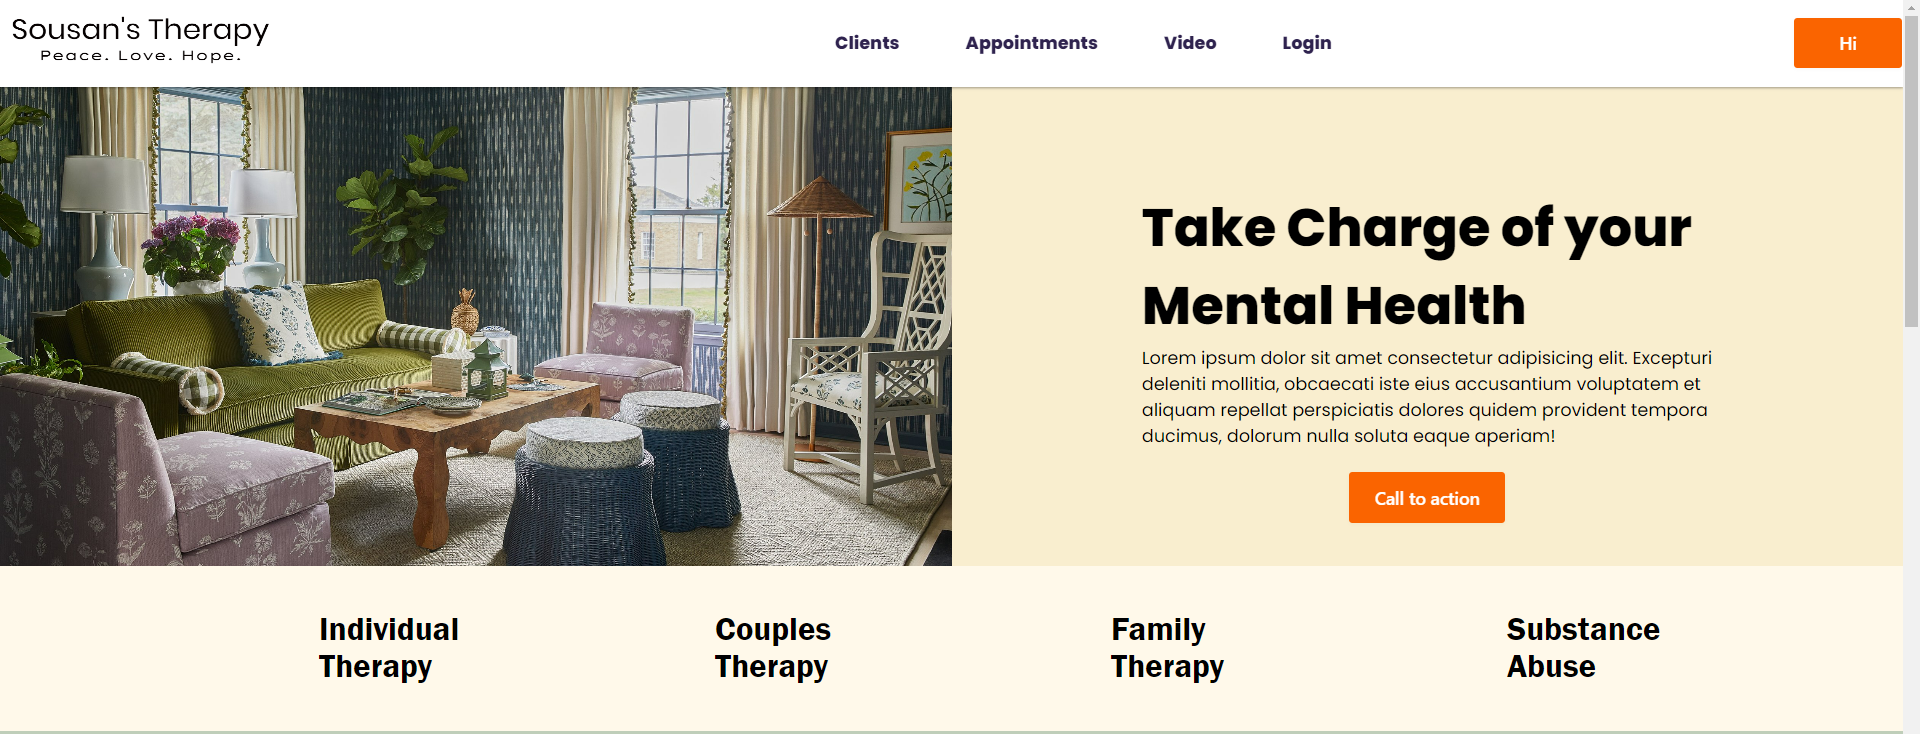 Sousan's Therapy
Peace. Love. Hope.
Clients Appointments Video Login Hi
Take Charge of your
Mental Health
Lorem ipsum dolor sit amet consectetur adipisicing elit. Excepturi
deleniti mollitia, obcaecati iste eius accusantium voluptatem et
aliquam repellat perspiciatis dolores quidem provident tempora
ducimus, dolorum nulla soluta eaque aperiam!
Call to action
Individual
Therapy
Couples
Therapy
Family
Therapy
Substance
Abuse